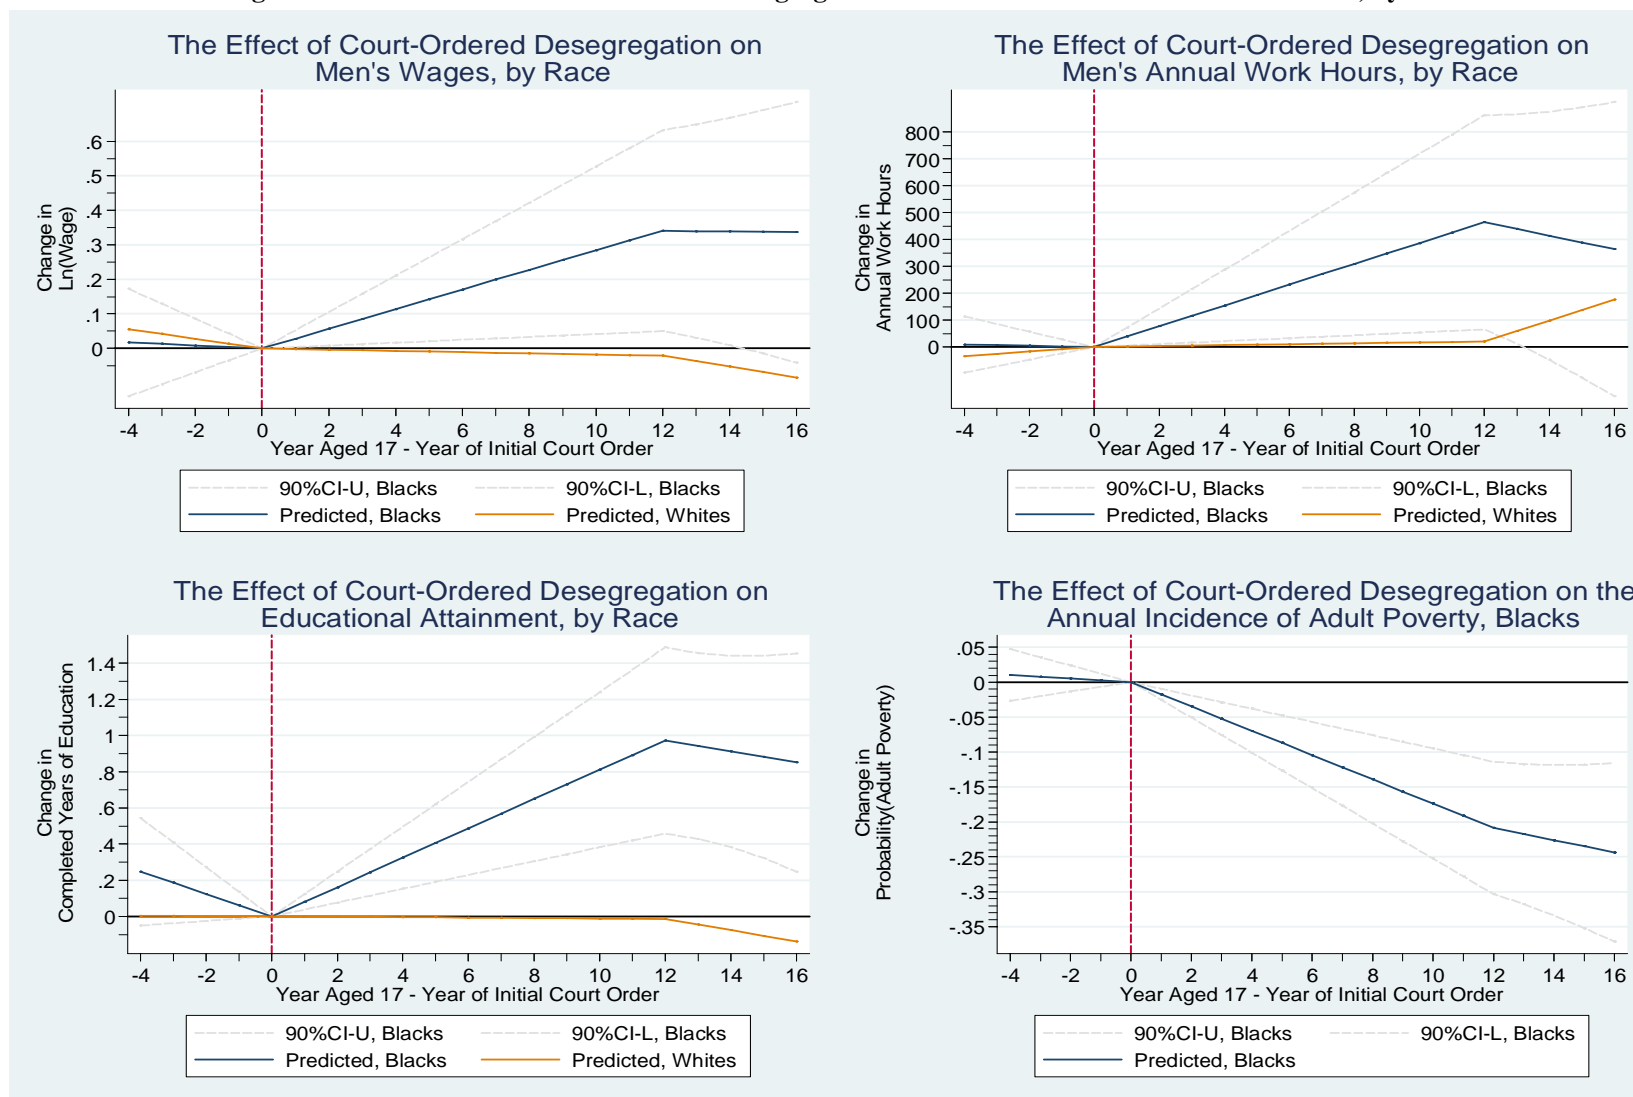 The Effect of Court-Ordered Desegregation on
Men's Wages, by Race
Change in
Ln(Wage)
.6
.5
.4
.3
.2
.1
0
-4 -2 0 2 4 6 8 10 12 14 16
Year Aged 17 - Year of Initial Court Order
90%CI-U, Blacks 90%CI-L, Blacks
Predicted, Blacks Predicted, Whites
The Effect of Court-Ordered Desegregation on
Men's Annual Work Hours, by Race
Change in
Annual Work Hours
800
700
600
500
400
300
200
100
0
-4 -2 0 2 4 6 8 10 12 14 16
Year Aged 17 - Year of Initial Court Order
90%CI-U, Blacks 90%CI-L, Blacks
Predicted, Blacks Predicted, Whites
The Effect of Court-Ordered Desegregation on
Educational Attainment, by Race
Change in
Completed Years of Education
1.4
1.2
1
.8
.6
.4
.2
0
-4 -2 0 2 4 6 8 10 12 14 16
Year Aged 17 - Year of Initial Court Order
90%CI-U, Blacks 90%CI-L, Blacks
Predicted, Blacks Predicted, Whites
The Effect of Court-Ordered Desegregation on the
Annual Incidence of Adult Poverty, Blacks
Change in
Probability(Adult Poverty)
.05
0
-.05
-.1
-.15
-.2
-.25
-.3
-.35
-4 -2 0 2 4 6 8 10 12 14 16
Year Aged 17 - Year of Initial Court Order
90%CI-U, Blacks 90%CI-L, Blacks
Predicted, Blacks